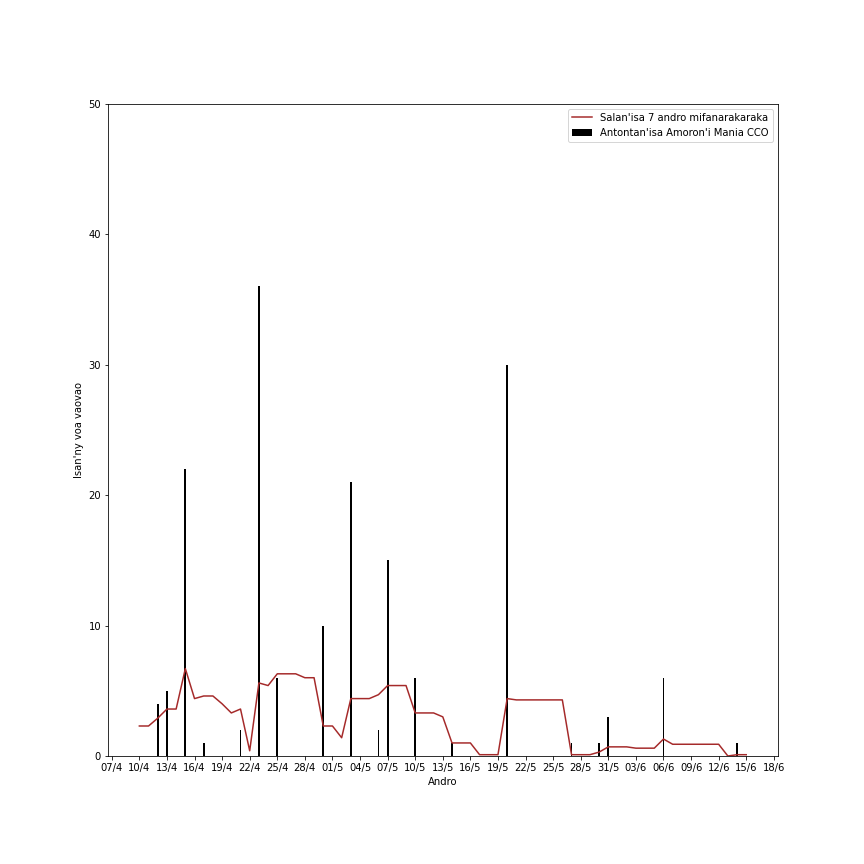 Salan'isa 7 andro mifanarakaraka
Antontan'isa Amoron'i Mania CCO
50
40
30
20
10
0
Isan'ny voa vaovao
07/4 10/4 13/4 16/4 19/4 22/4 25/4 28/4 01/5 04/5 07/5 10/5 13/5 16/5 19/5 22/5 25/5 28/5 31/5 03/6 06/6 09/6 12/6 15/6 18/6
Andro